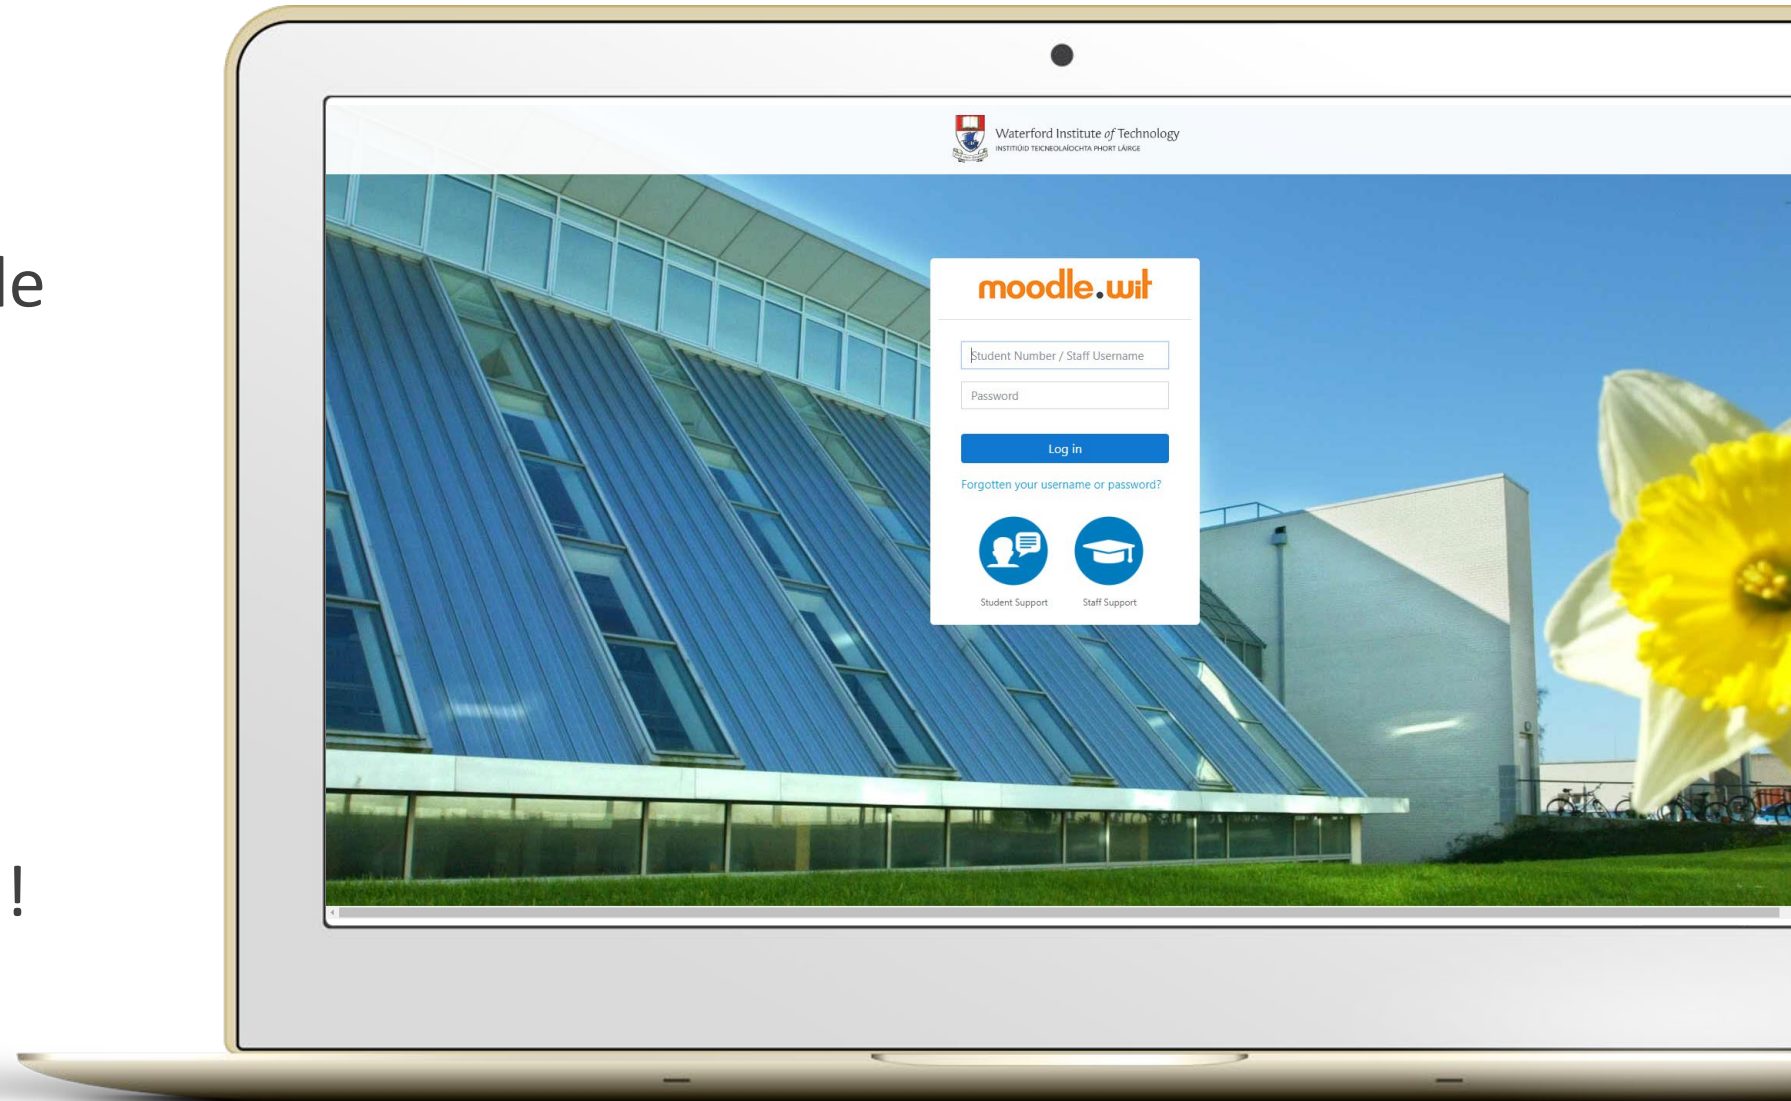 Waterford Institute of Technology
INSTITIÚID TEICNEOLAÍOCHTA PHORT LÁIRGE
le
moodle.wit
Student Number / Staff Username
Password
Log in
Forgotten your username or password?
Student Support
Staff Support
!